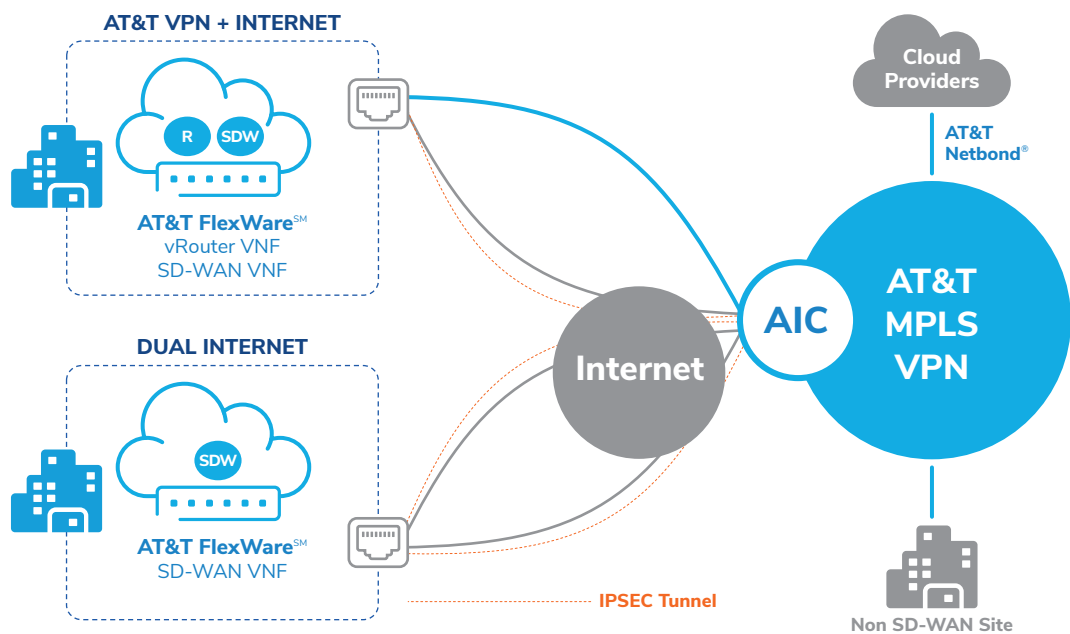 AT&T VPN + INTERNET
R
SDW
AT&T FlexWare℠
vRouter VNF
SD-WAN VNF
DUAL INTERNET
SDW
AT&T FlexWare℠
SD-WAN VNF
IPSEC Tunnel
Internet
AIC
AT&T
MPLS
VPN
Cloud
Providers
AT&T
Netbond®
Non SD-WAN Site